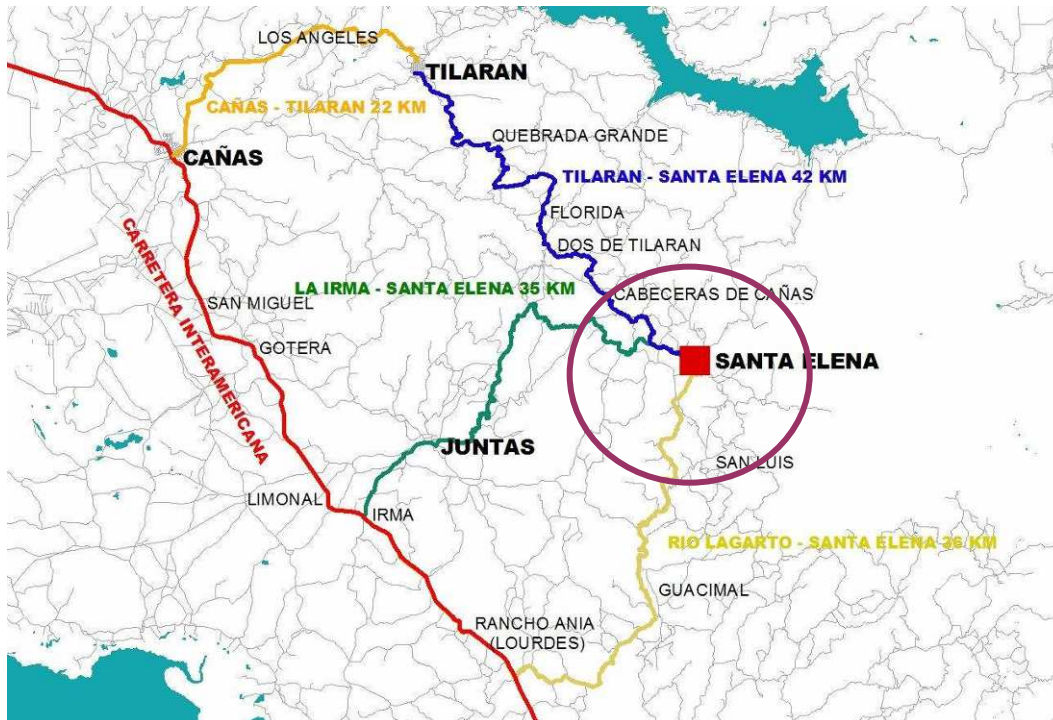 LOS ANGELES
TILARAN
CAÑAS - TILARAN 22 KM
QUEBRADA GRANDE
CAÑAS
TILARAN - SANTA ELENA 42 KM
FLORIDA
DOS DE TILARAN
CARRETERA INTERAMERICANA
LA IRMA - SANTA ELENA 35 KM
CABECERAS DE CAÑAS
SAN MIGUEL
GOTERA
SANTA ELENA
JUNTAS
SAN LUIS
LIMONAL
IRMA
RIO LAGARTO - SANTA ELENA 36 KM
GUACIMAL
RANCHO ANIA
(LOURDES)